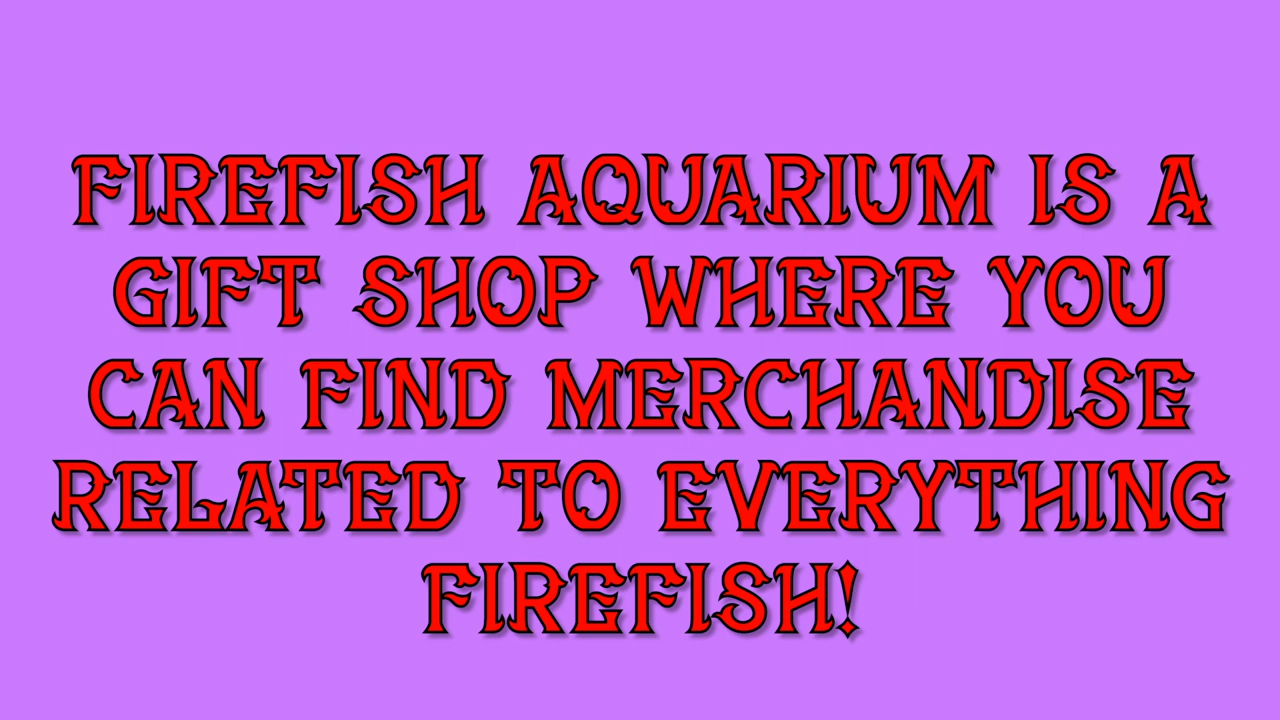 FIREFISH AQUARIUM IS A
GIFT SHOP WHERE YOU
CAN FIND MERCHANDISE
RELATED TO EVERYTHING
FIREFISH!